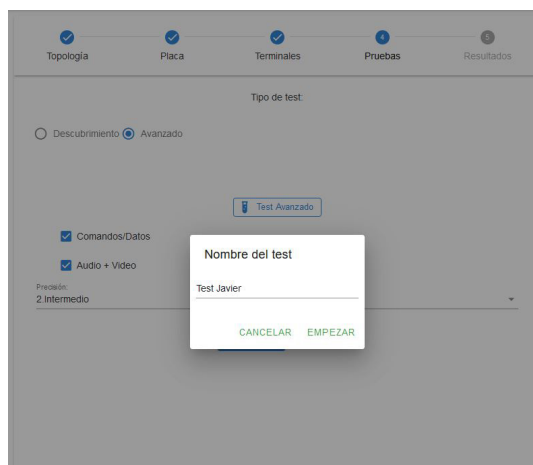 4
5
Topología
Placa
Terminales
Pruebas
Resultados
Tipo de test:
Descubrimiento
Avanzado
Test Avanzado
Comandos/Datos
Audio + Video
Precisión:
2.Intermedio
Nombre del test
Test Javier
CANCELAR
EMPEZAR